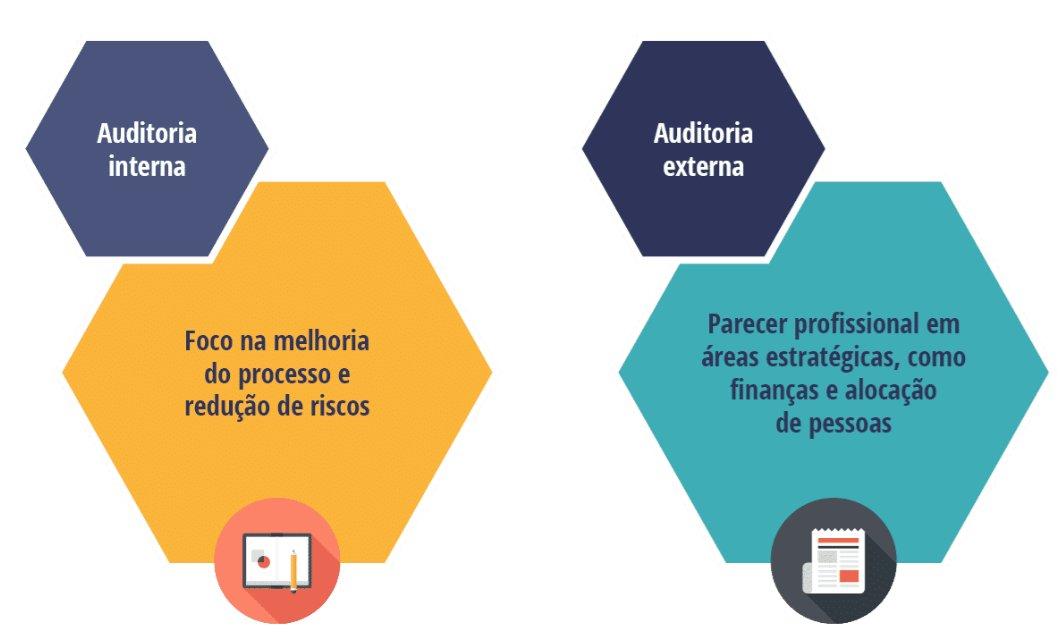 Auditoria
interna
Foco na melhoria
do processo e
redução de riscos
Auditoria
externa
Parecer profissional em
áreas estratégicas, como
finanças e alocação
de pessoas